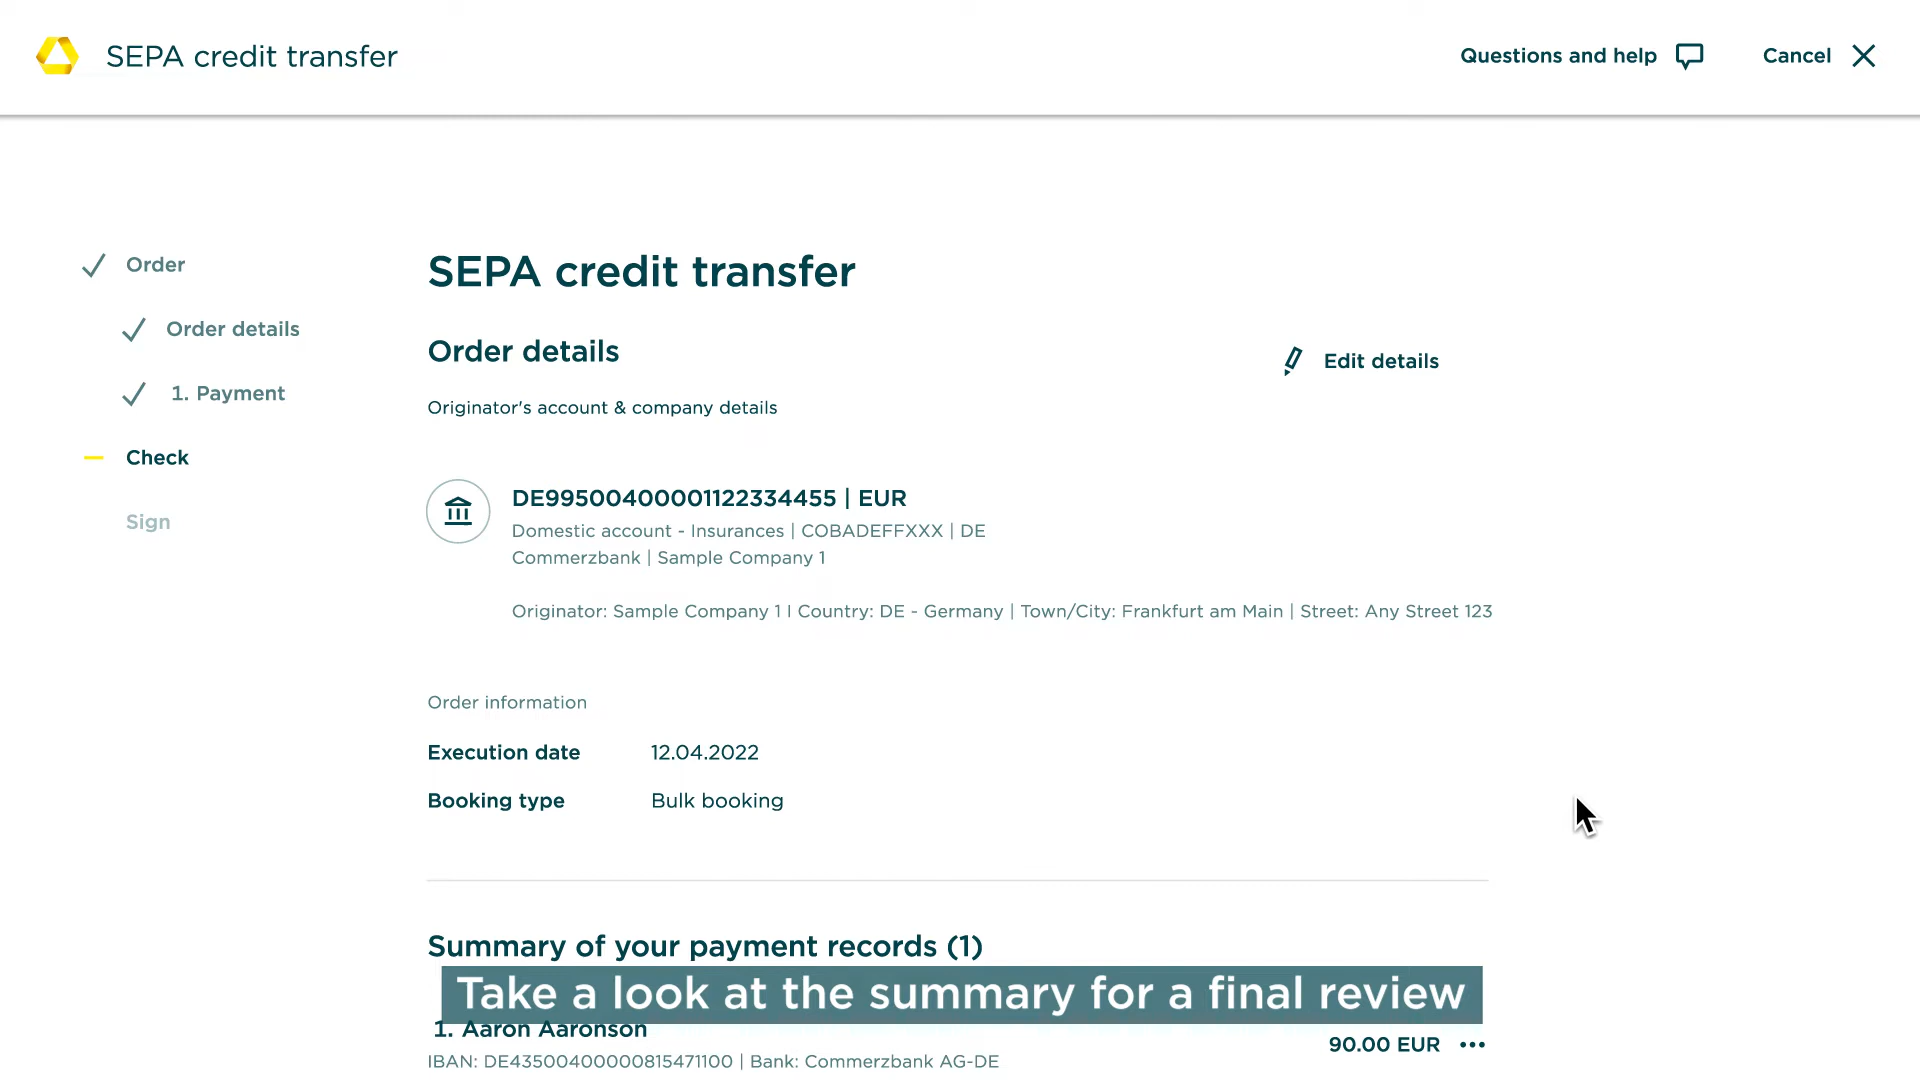 SEPA credit transfer
Questions and help
Cancel
Order
Order details
1. Payment
Check
Sign
SEPA credit transfer
Order details
Edit details
Originator's account & company details
DE99500400001122334455 | EUR
Domestic account - Insurances | COBADEFFXXX | DE
Commerzbank | Sample Company 1
Originator: Sample Company 1 I Country: DE - Germany | Town/City: Frankfurt am Main | Street: Any Street 123
Order information
Execution date 12.04.2022
Booking type Bulk booking
Summary of your payment records (1)
Take a look at the summary for a final review
1. Aaron Aaronson
90.00 EUR
IBAN: DE43500400000815471100 | Bank: Commerzbank AG-DE